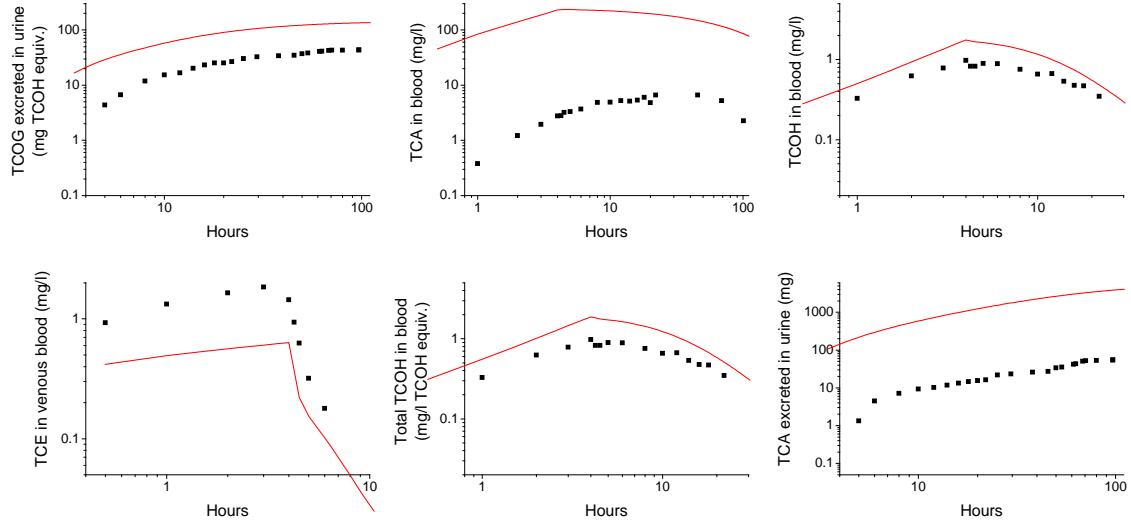 TCOG excreted in urine
(mg TCOH equiv.)
100
10
1
0.1
10
100
Hours
TCA in blood (mg/l)
100
10
1
0.1
1
10
100
Hours
TCOH in blood (mg/l)
1
0.1
1
10
Hours
TCE in venous blood (mg/l)
1
0.1
1
10
Hours
Total TCOH in blood
(mg/l TCOH equiv.)
1
0.1
1
10
Hours
TCA excreted in urine (mg)
1000
100
10
1
0.1
10
100
Hours